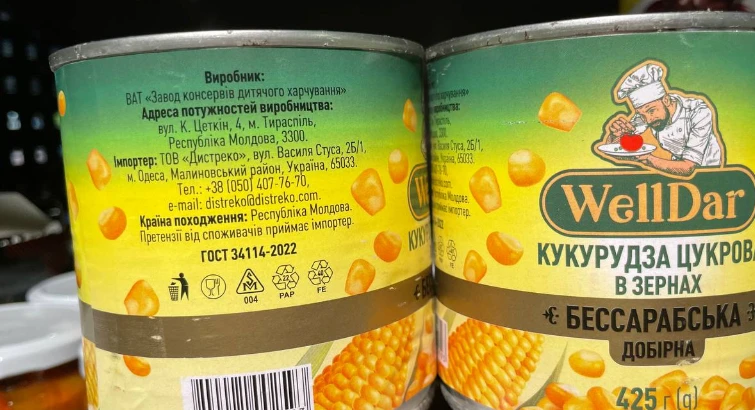 Виробник:
ВАТ «Завод консервів дитячого харчування»
Адреса потужностей виробництва:
вул. К. Цеткін, 4, м. Тираспіль,
Республіка Молдова, 3300.
Імпортер: ТОВ «Дистреко», вул. Василя Стуса, 2Б/1,
м. Одеса, Малиновський район, Україна, 65033.
Тел.: +38 (050) 407-76-70,
e-mail: distreko@distreko.com.
Країна походження: Республіка Молдова.
Претензії від споживачів приймає імпортер.
ГОСТ 34114-2022
004
22
PAP
40
FE
WellDar
КУКУРУДЗА ЦУКРОВА
В ЗЕРНАХ
БЕССАРАБСЬКА
ДОБІРНА
425 г (g)